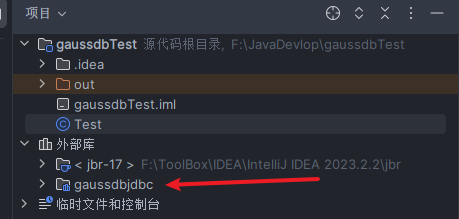 项目
gaussdbTest 源代码根目录, F:\JavaDevlop\gaussdbTest
.idea
out
gaussdbTest.iml
Test
外部库
< jbr-17 > F:\ToolBox\IDEA\IntelliJ IDEA 2023.2.2\jbr
gaussdbjdbc
临时文件和控制台